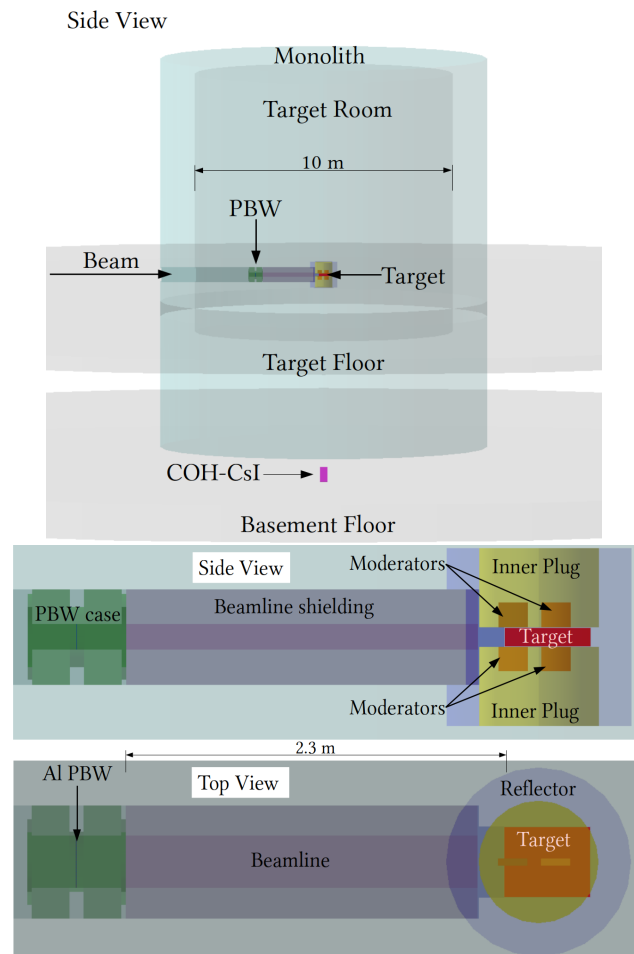 Side View
Monolith
Target Room
10 m
PBW
Beam
Target
Target Floor
COH-CsI
Basement Floor
Side View
Moderators
Inner Plug
PBW case
Beamline shielding
Target
Moderators
Inner Plug
2.3 m
Al PBW
Top View
Reflector
Target
Beamline